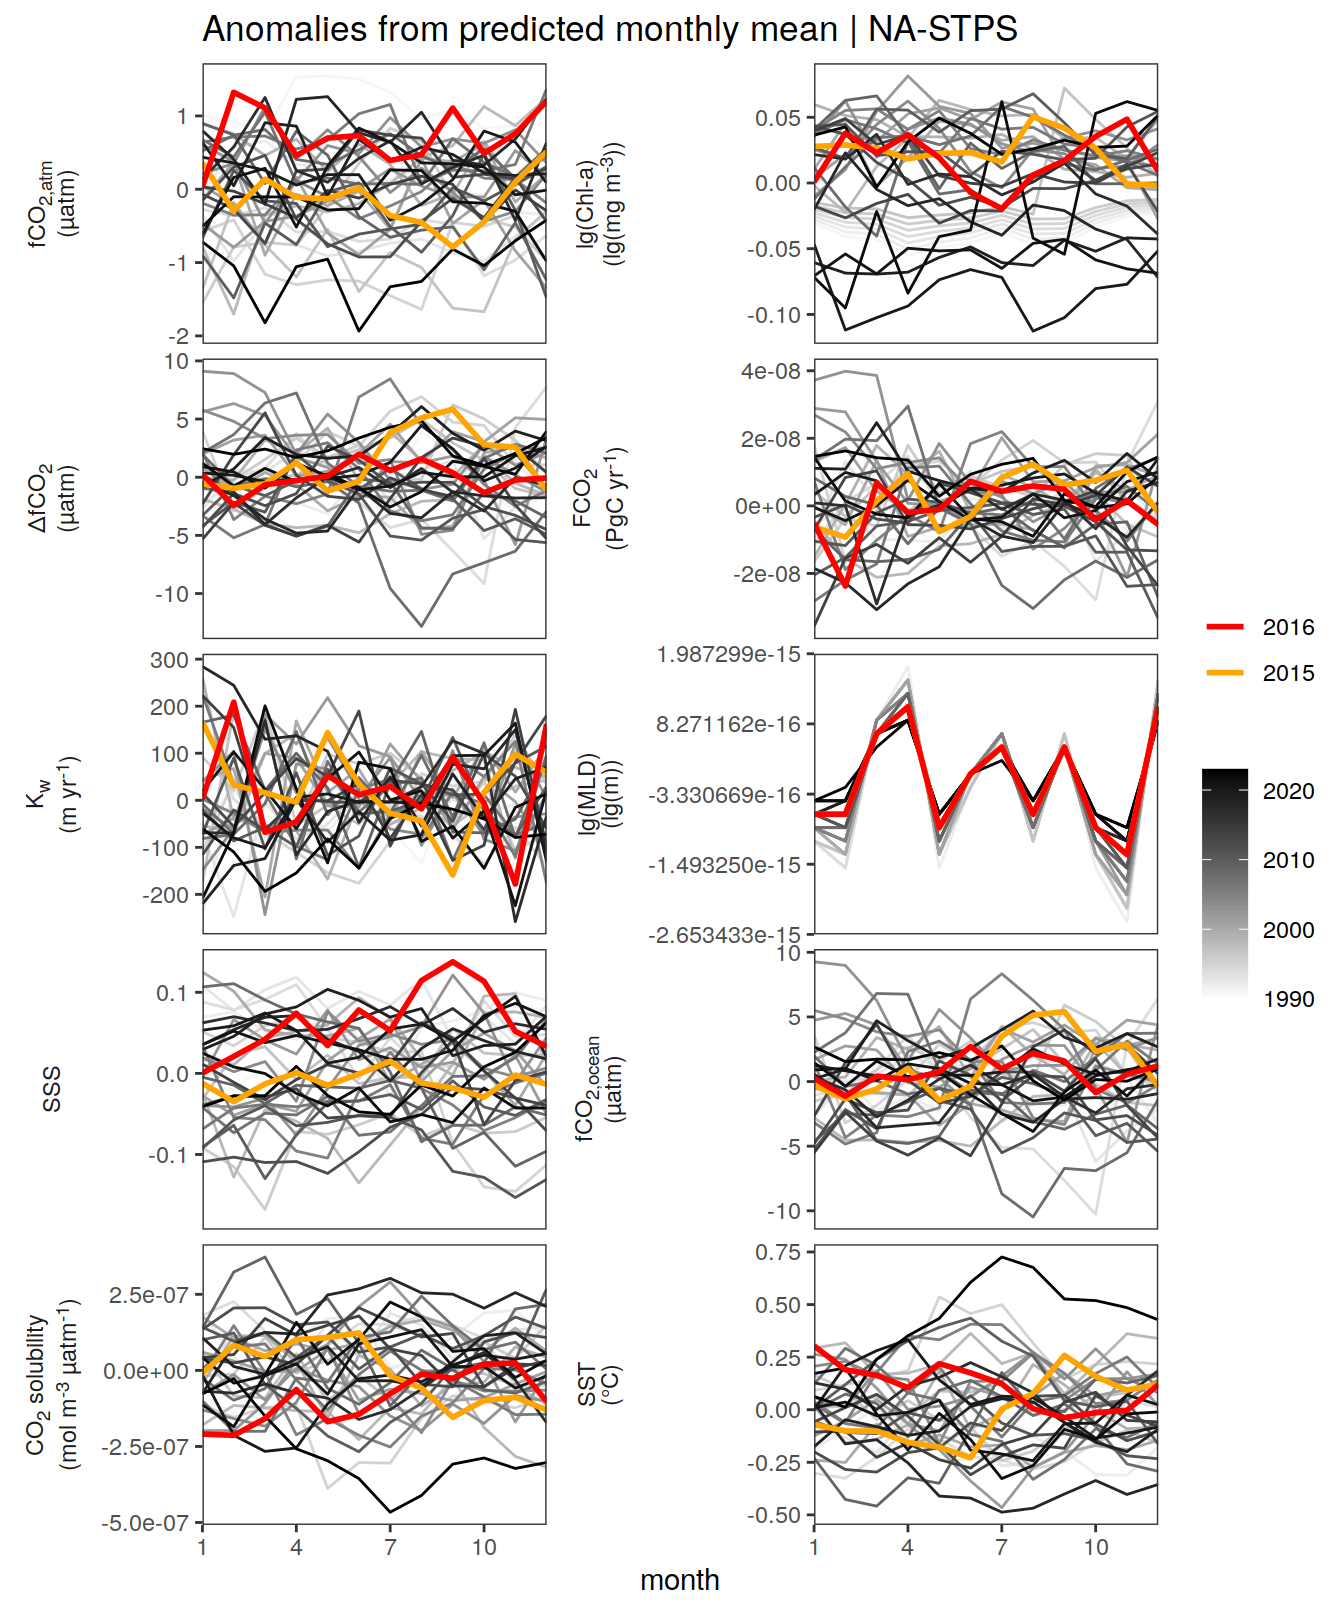 Anomalies from predicted monthly mean | NA-STPS
fCO2,atm
(µatm)
1
0
-1
-2
lg(Chl-a)
(lg(mg m-3))
0.05
0.00
-0.05
-0.10
ΔfCO2
(µatm)
10
5
0
-5
-10
FCO2
(PgC yr-1)
4e-08
2e-08
0e+00
-2e-08
Kw
(m yr-1)
300
200
100
0
-100
-200
lg(MLD)
(lg(m))
1.987299e-15
8.271162e-16
-3.330669e-16
-1.493250e-15
-2.653433e-15
SSS
0.1
0.0
-0.1
fCO2,ocean
(µatm)
10
5
0
-5
-10
CO2 solubility
(mol m-3 µatm-1)
2.5e-07
0.0e+00
-2.5e-07
-5.0e-07
1
4
7
10
SST
(°C)
0.75
0.50
0.25
0.00
-0.25
-0.50
1
4
7
10
month
2016
2015
2020
2010
2000
1990